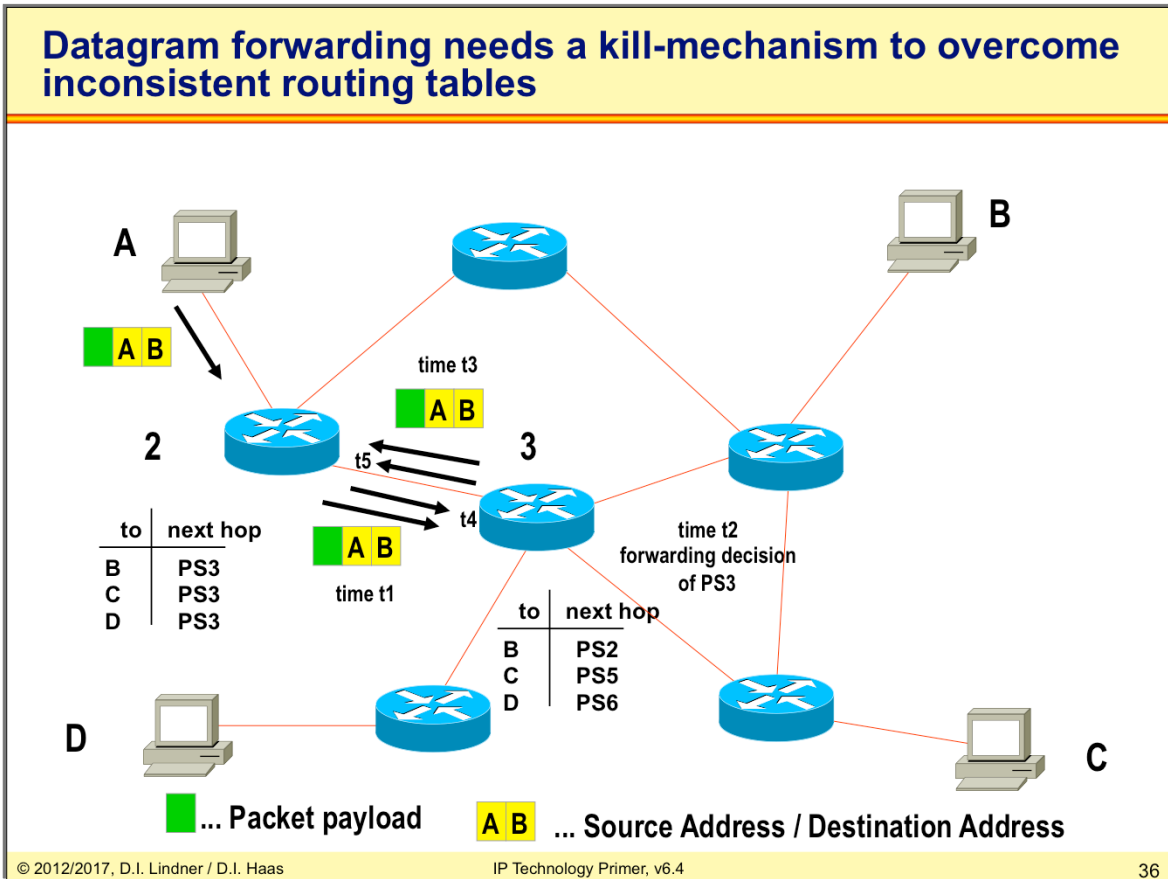 Datagram forwarding needs a kill-mechanism to overcome
inconsistent routing tables
A
B
A B
time t3
A B
2
3
t5
t4
A B
time t1
time t2
forwarding decision
of PS3
to next hop
B PS3
C PS3
D PS3
to next hop
B PS2
C PS5
D PS6
D
C
... Packet payload
A B ... Source Address / Destination Address
© 2012/2017, D.I. Lindner / D.I. Haas
IP Technology Primer, v6.4
36